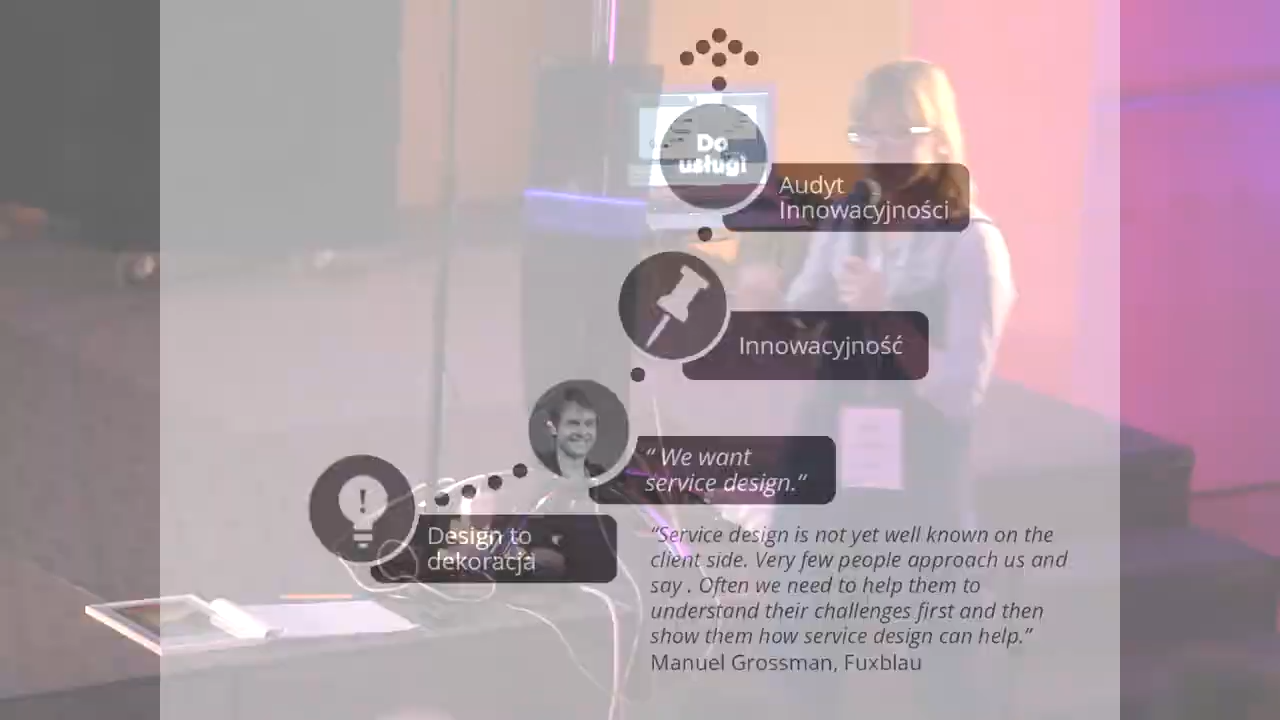 Do
usługi
Audyt
Innowacyjności
Innowacyjność
“ We want
service design.“
!
Design to
dekoracja
“Service design is not yet well known on the
client side. Very few people approach us and
say . Often we need to help them to
understand their challenges first and then
show them how service design can help.”
Manuel Grossman, Fuxblau